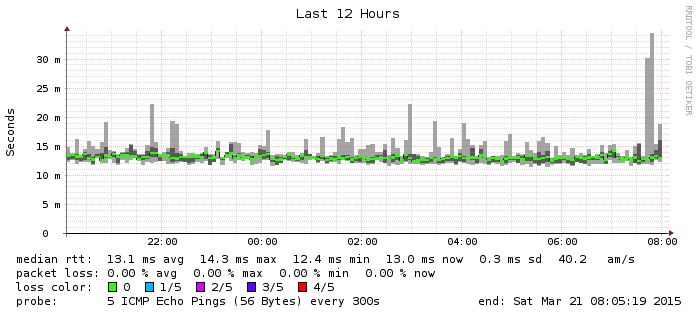 Last 12 Hours
RRDTOOL / TOBI OETIKER
Seconds
30 m
25 m
20 m
15 m
10 m
5 m
0
22:00 00:00 02:00 04:00 06:00 08:00
median rtt: 13.1 ms avg 14.3 ms max 12.4 ms min 13.0 ms now 0.3 ms sd 40.2 am/s
packet loss: 0.00 % avg 0.00 % max 0.00 % min 0.00 % now
loss color: 0 1/5 2/5 3/5 4/5
probe: 5 ICMP Echo Pings (56 Bytes) every 300s end: Sat Mar 21 08:05:19 2015